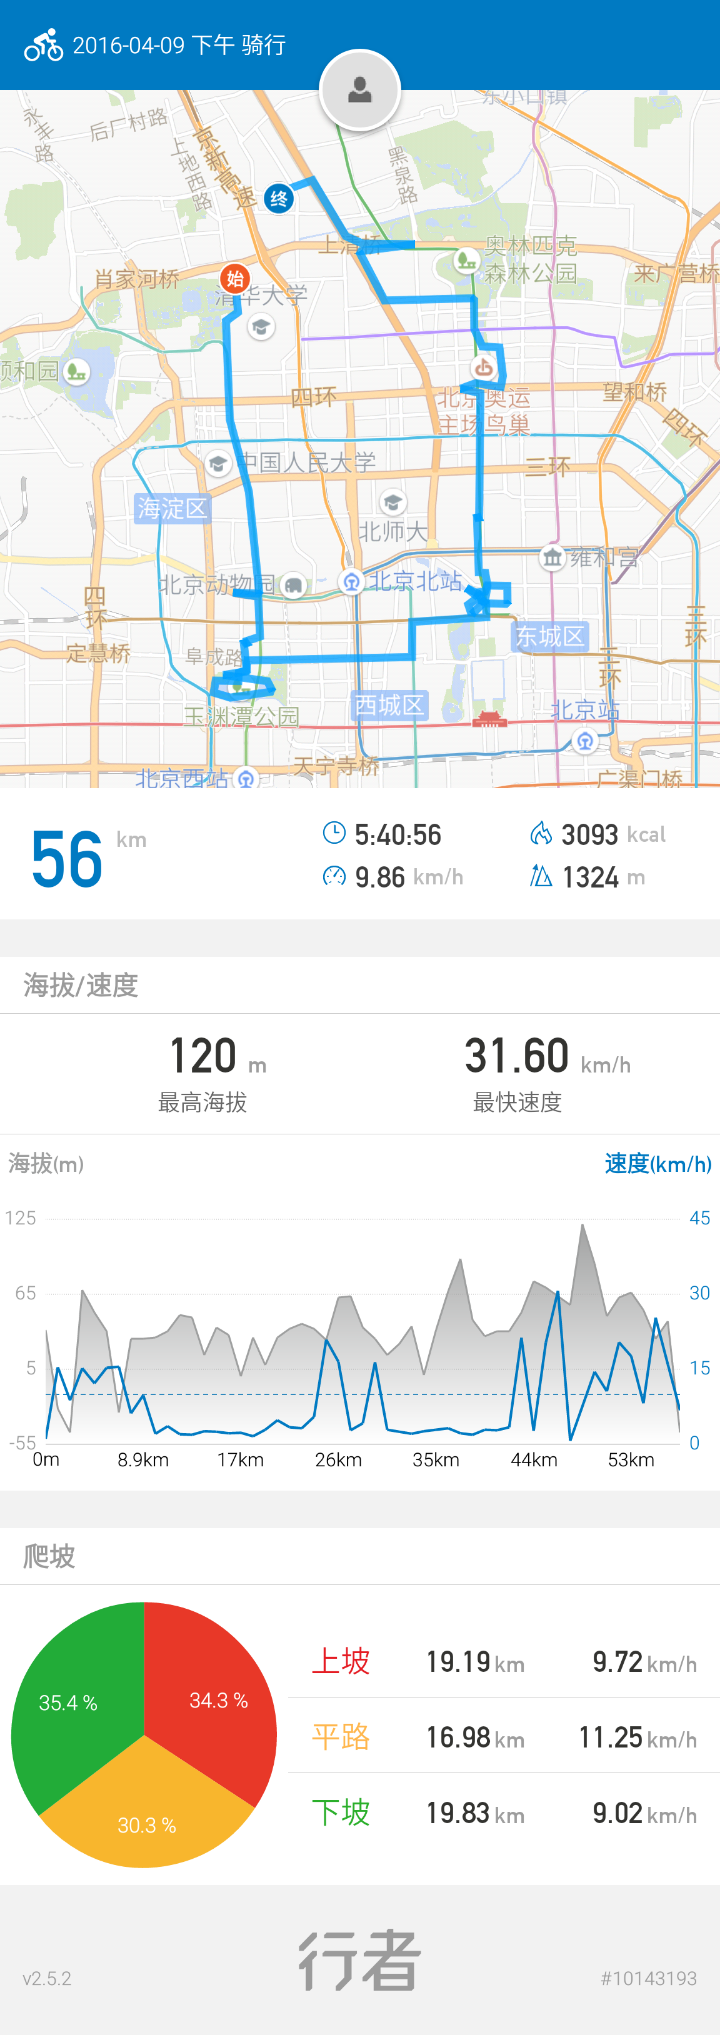 2016-04-09 下午 骑行
东小口镇
永丰路
后厂村路
上地西路
京新高速
黑泉路
终
上清桥
奥林匹克
森林公园
来广营桥
肖家河桥
始
清华大学
颐和园
四环
北京奥运
主场鸟巢
望和桥
四环
中国人民大学
三环
海淀区
北师大
雍和宫
北京动物园
北京北站
四环
东城区
三环
定慧桥
阜成路
二环
玉渊潭公园
西城区
北京站
北京西站
天宁寺桥
广渠门桥
56 km
5:40:56
3093 kcal
9.86 km/h
1324 m
海拔/速度
120 m
31.60 km/h
最高海拔
最快速度
海拔(m)
速度(km/h)
125
45
65
30
5
15
-55
0
0m 8.9km 17km 26km 35km 44km 53km
爬坡
35.4 %
34.3 %
30.3 %
上坡 19.19 km 9.72 km/h
平路 16.98 km 11.25 km/h
下坡 19.83 km 9.02 km/h
行者
v2.5.2
#10143193